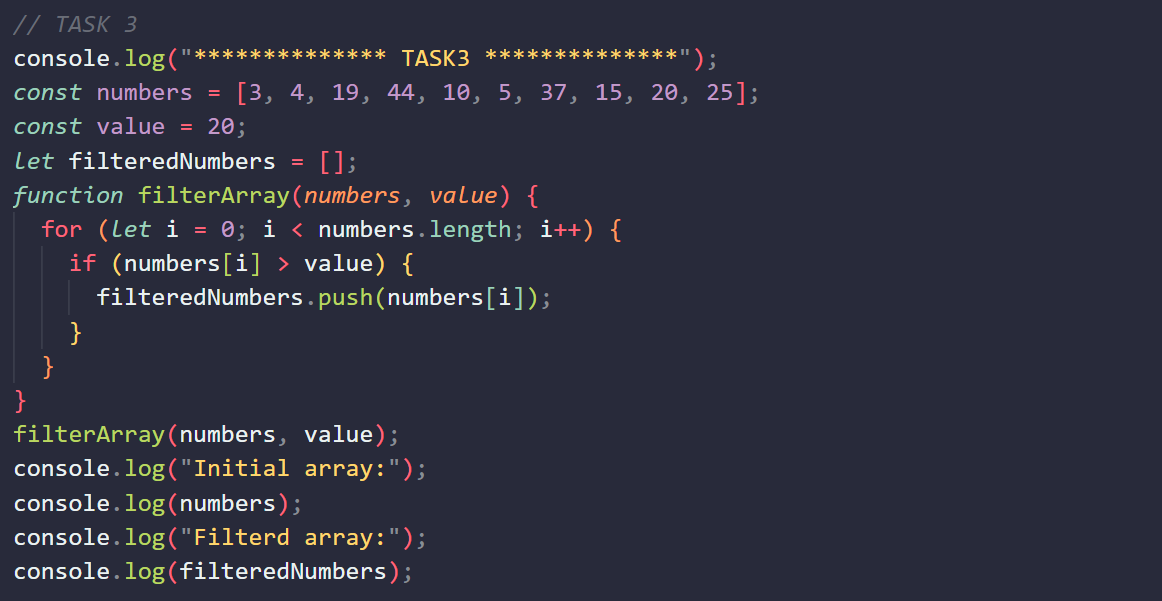 // TASK 3
console.log("************** TASK3 **************");
const numbers = [3, 4, 19, 44, 10, 5, 37, 15, 20, 25];
const value = 20;
let filteredNumbers = [];
function filterArray(numbers, value) {
  for (let i = 0; i < numbers.length; i++) {
    if (numbers[i] > value) {
      filteredNumbers.push(numbers[i]);
    }
  }
}
filterArray(numbers, value);
console.log("Initial array:");
console.log(numbers);
console.log("Filterd array:");
console.log(filteredNumbers);